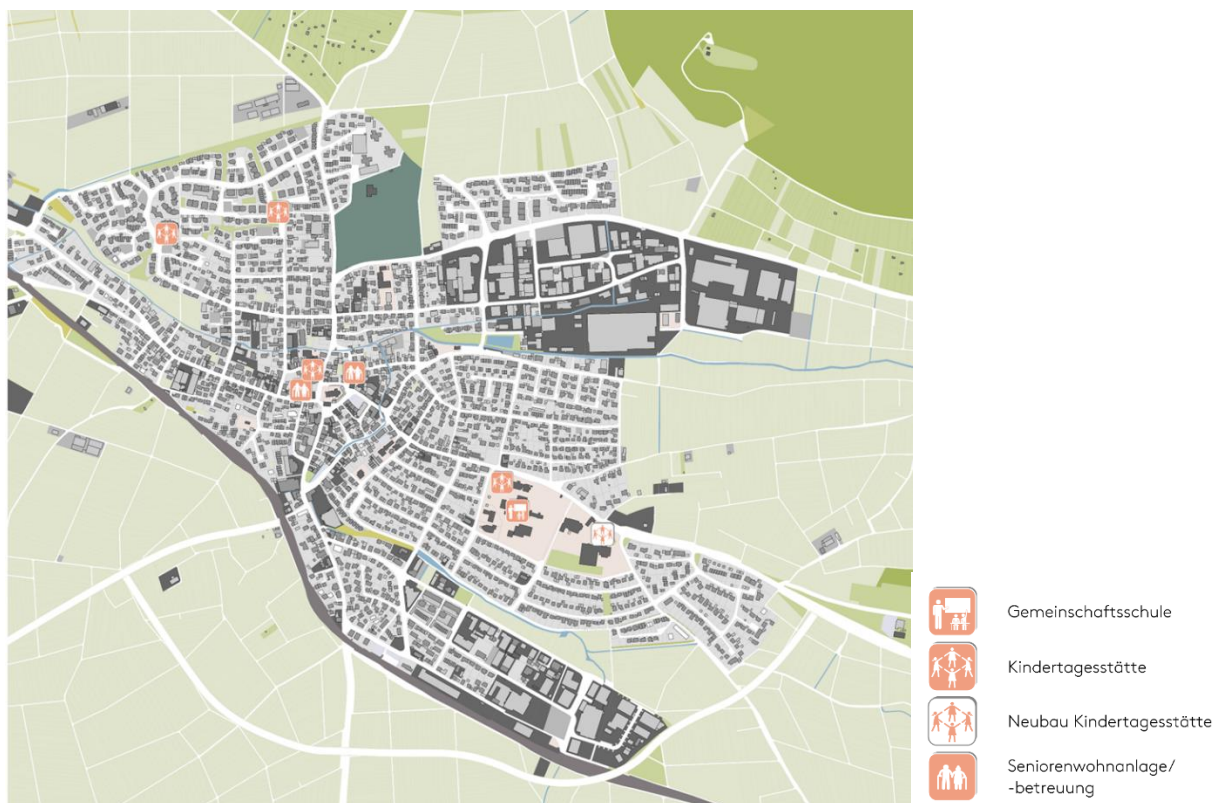 Gemeinschaftsschule
Kindertagesstätte
Neubau Kindertagesstätte
Seniorenwohnanlage/
-betreuung